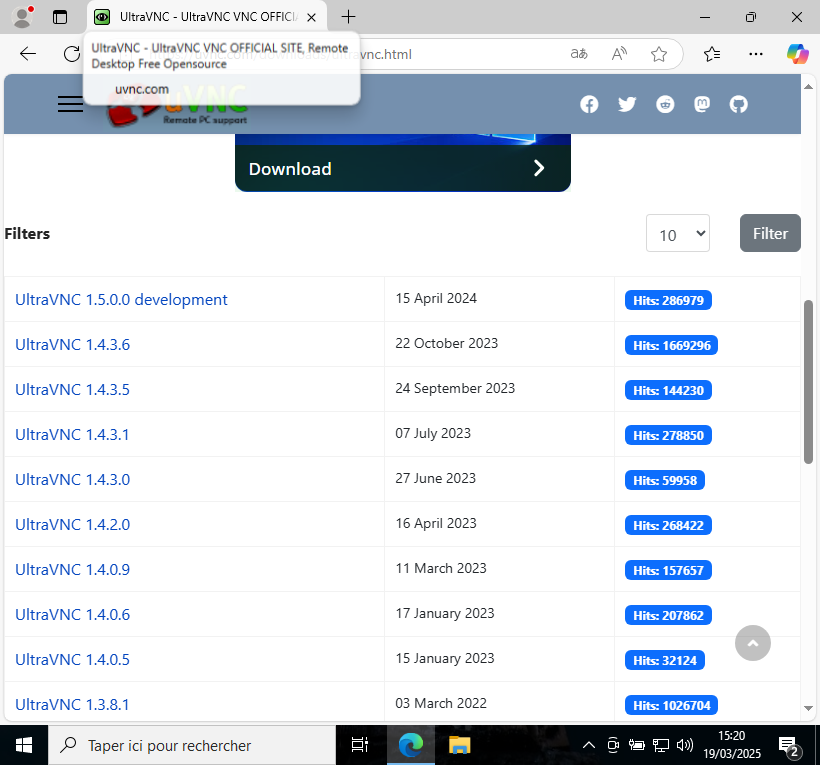 UltraVNC - UltraVNC VNC OFFICI
UltraVNC - UltraVNC VNC OFFICIAL SITE, Remote
Desktop Free Opensource
uvnc.com
vnc.html
uVNC
Remote PC support
Download
Filters
10
Filter
UltraVNC 1.5.0.0 development 15 April 2024 Hits: 286979
UltraVNC 1.4.3.6 22 October 2023 Hits: 1669296
UltraVNC 1.4.3.5 24 September 2023 Hits: 144230
UltraVNC 1.4.3.1 07 July 2023 Hits: 278850
UltraVNC 1.4.3.0 27 June 2023 Hits: 59958
UltraVNC 1.4.2.0 16 April 2023 Hits: 268422
UltraVNC 1.4.0.9 11 March 2023 Hits: 157657
UltraVNC 1.4.0.6 17 January 2023 Hits: 207862
UltraVNC 1.4.0.5 15 January 2023 Hits: 32124
UltraVNC 1.3.8.1 03 March 2022 Hits: 1026704
Taper ici pour rechercher
15:20
19/03/2025
2